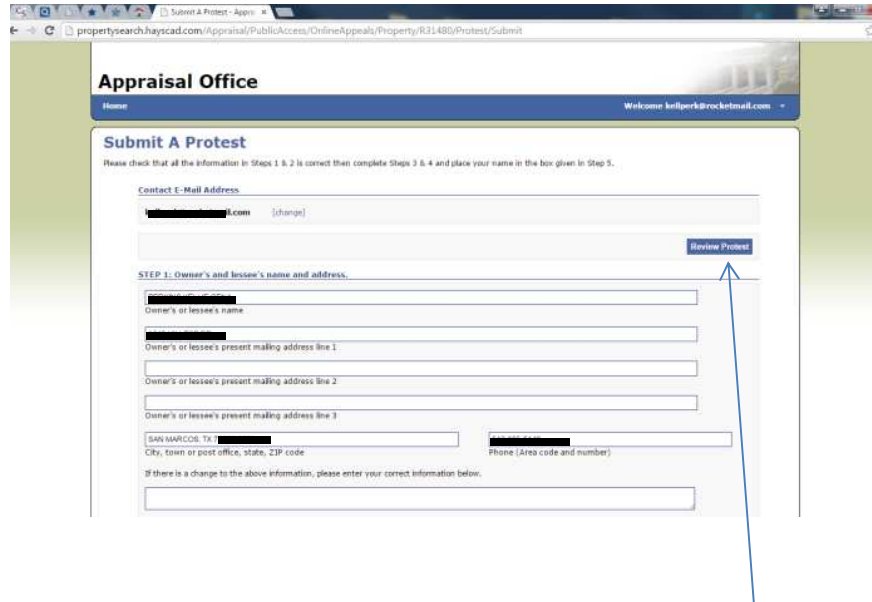 Submit A Protest - Appra
propertysearch.hayscad.com/Appraisal/PublicAccess/OnlineAppeals/Property/R31480/Protest/Submit
Appraisal Office
Home Welcome kellperk@rocketmail.com
Submit A Protest
Please check that all the information in Steps 1 & 2 is correct then complete Steps 3 & 4 and place your name in the box given in Step 5.
Contact E-Mail Address
l.com [change]
Review Protest
STEP 1: Owner's and lessee's name and address.
Owner's or lessee's name
Owner's or lessee's present mailing address line 1
Owner's or lessee's present mailing address line 2
Owner's or lessee's present mailing address line 3
SAN MARCOS, TX
City, town or post office, state, ZIP code Phone (Area code and number)
If there is a change to the above information, please enter your correct information below.